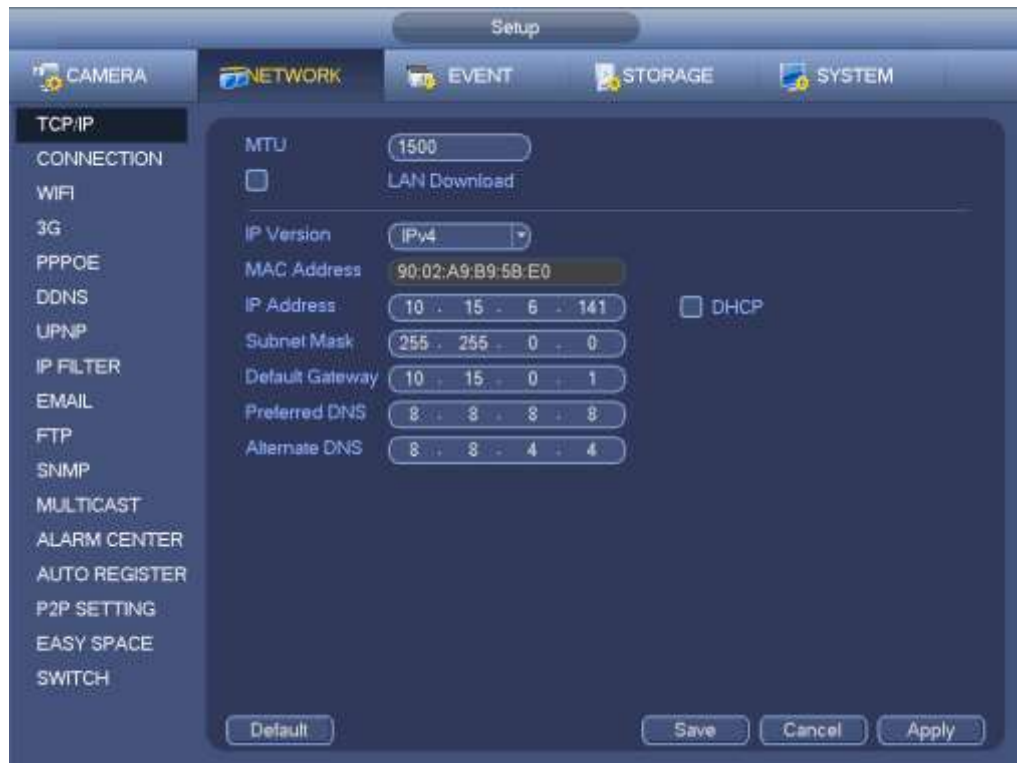 Setup
CAMERA NETWORK EVENT STORAGE SYSTEM
TCP/IP
CONNECTION
WIFI
3G
PPPOE
DDNS
UPNP
IP FILTER
EMAIL
FTP
SNMP
MULTICAST
ALARM CENTER
AUTO REGISTER
P2P SETTING
EASY SPACE
SWITCH
MTU 1500
LAN Download
IP Version IPv4
MAC Address 90:02:A9:B9:5B:E0
IP Address 10 . 15 . 6 . 141 DHCP
Subnet Mask 255 . 255 . 0 . 0
Default Gateway 10 . 15 . 0 . 1
Preferred DNS 8 . 8 . 8 . 8
Alternate DNS 8 . 8 . 4 . 4
Default Save Cancel Apply